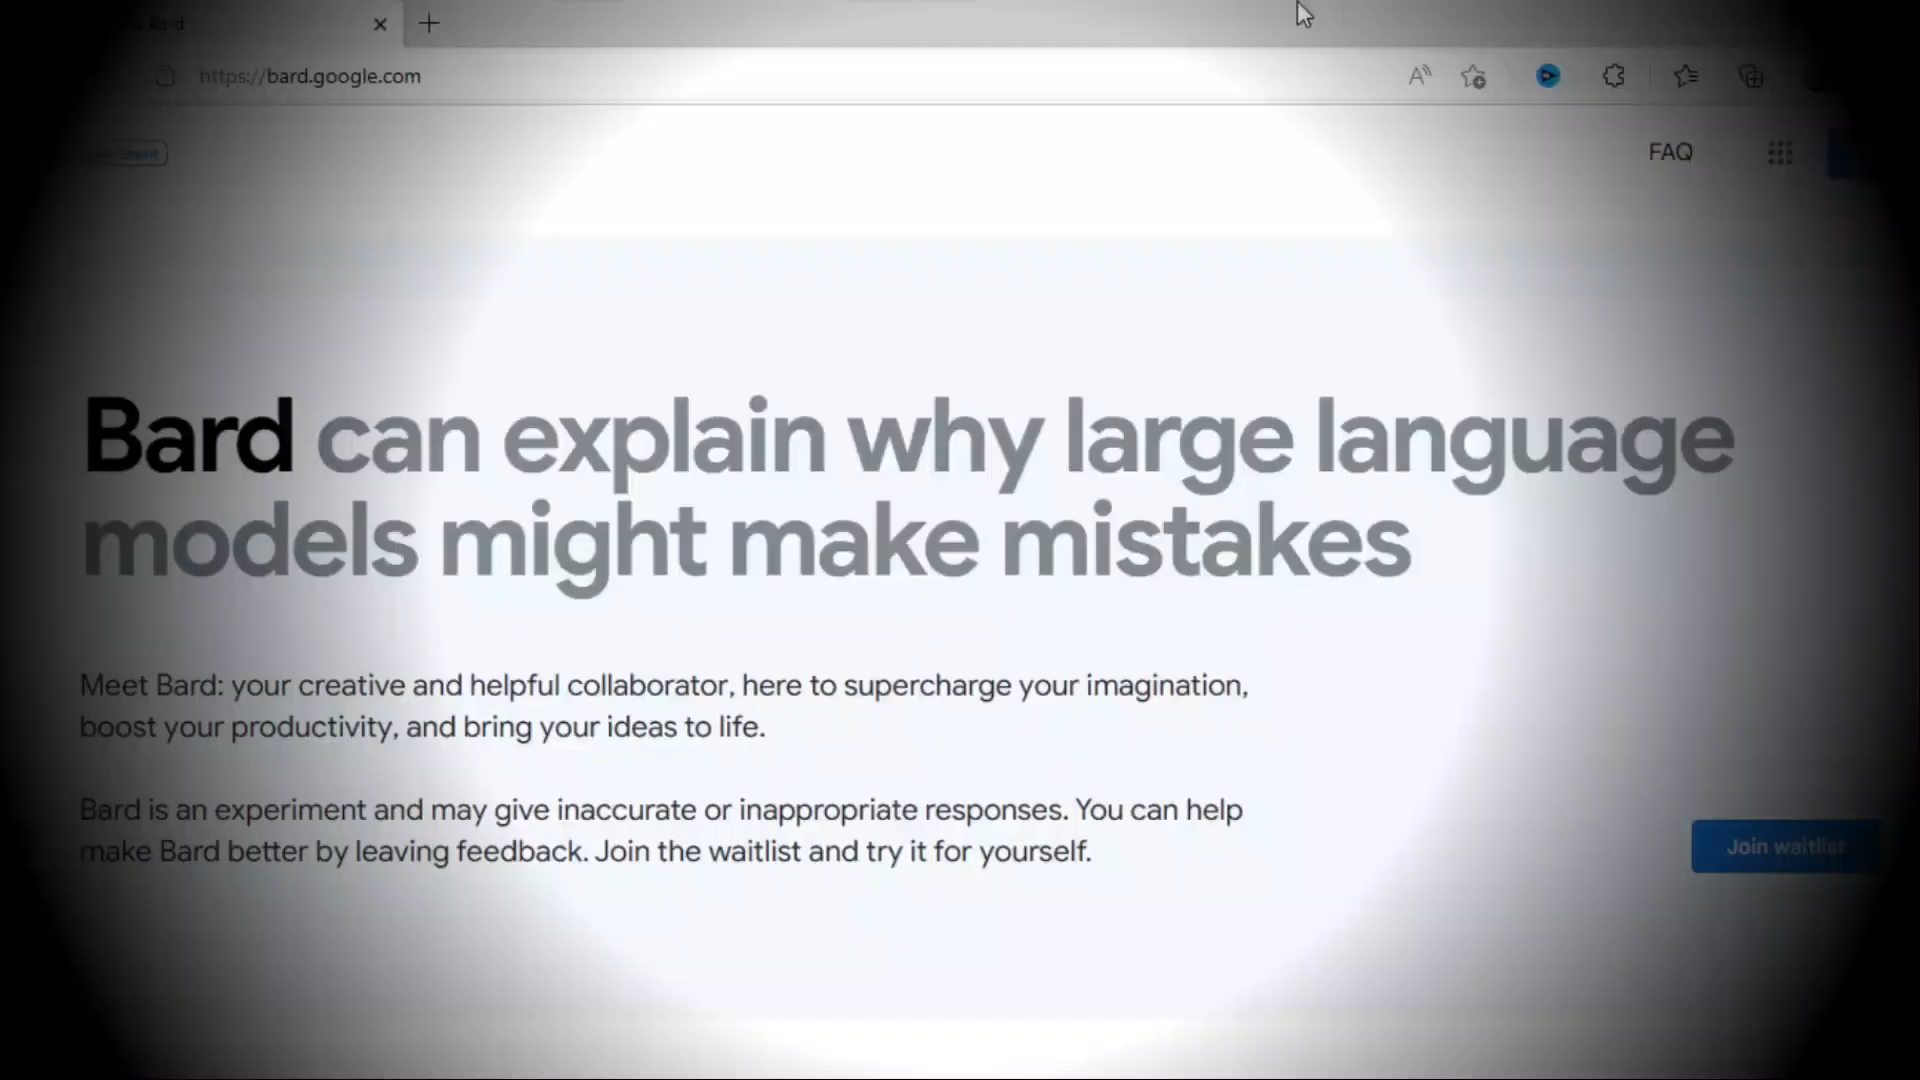 Bard
https://bard.google.com
FAQ
Bard can explain why large language
models might make mistakes
Meet Bard: your creative and helpful collaborator, here to supercharge your imagination,
boost your productivity, and bring your ideas to life.
Bard is an experiment and may give inaccurate or inappropriate responses. You can help
make Bard better by leaving feedback. Join the waitlist and try it for yourself.
Join waitlist